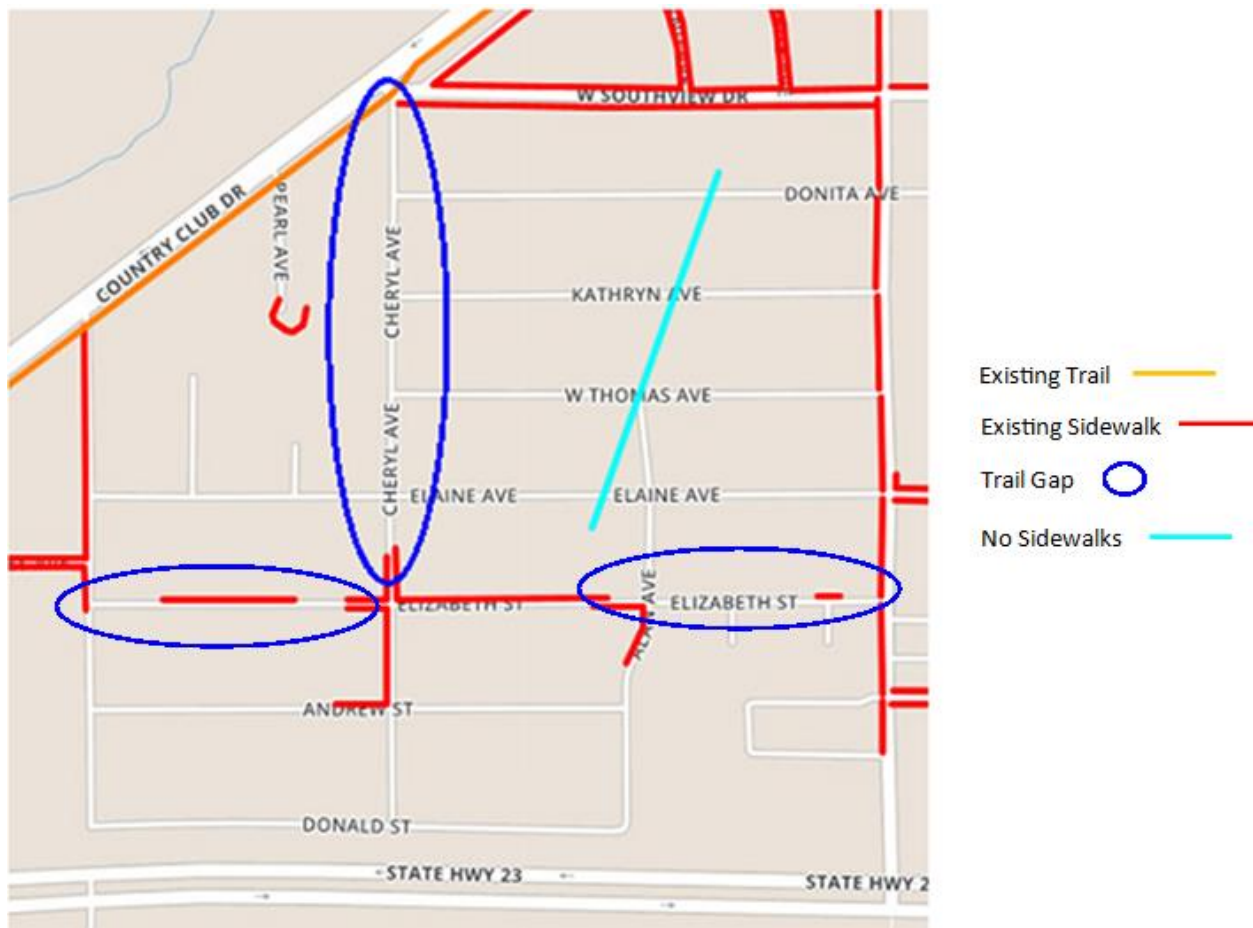 W SOUTHVIEW DR
DONITA AVE
PEARL AVE
COUNTRY CLUB DR
CHERYL AVE
KATHRYN AVE
W THOMAS AVE
CHERYL AVE
ELAINE AVE
ELAINE AVE
ELIZABETH ST
ELIZABETH ST
ALAN AVE
ANDREW ST
DONALD ST
STATE HWY 23
STATE HWY 2
Existing Trail
Existing Sidewalk
Trail Gap
No Sidewalks